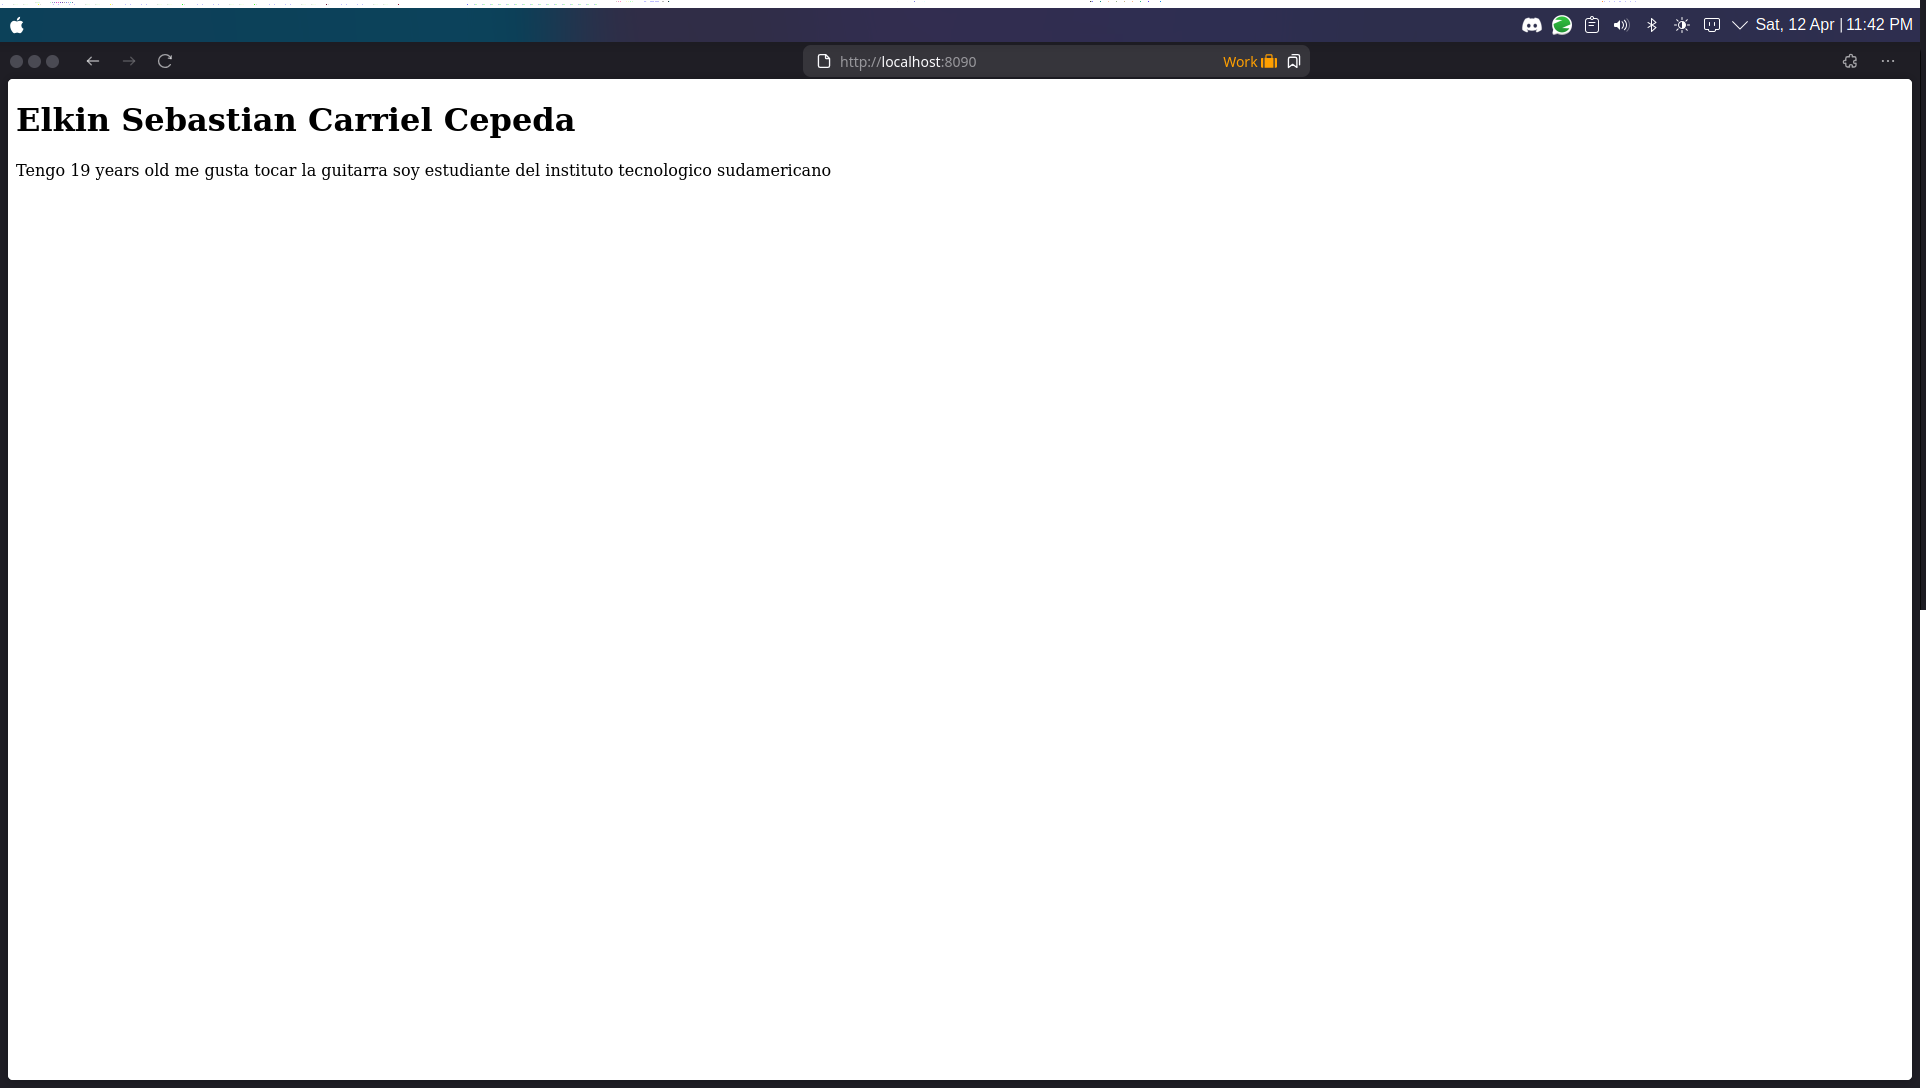 Sat, 12 Apr | 11:42 PM
http://localhost:8090
Work
Elkin Sebastian Carriel Cepeda
Tengo 19 years old me gusta tocar la guitarra soy estudiante del instituto tecnologico sudamericano